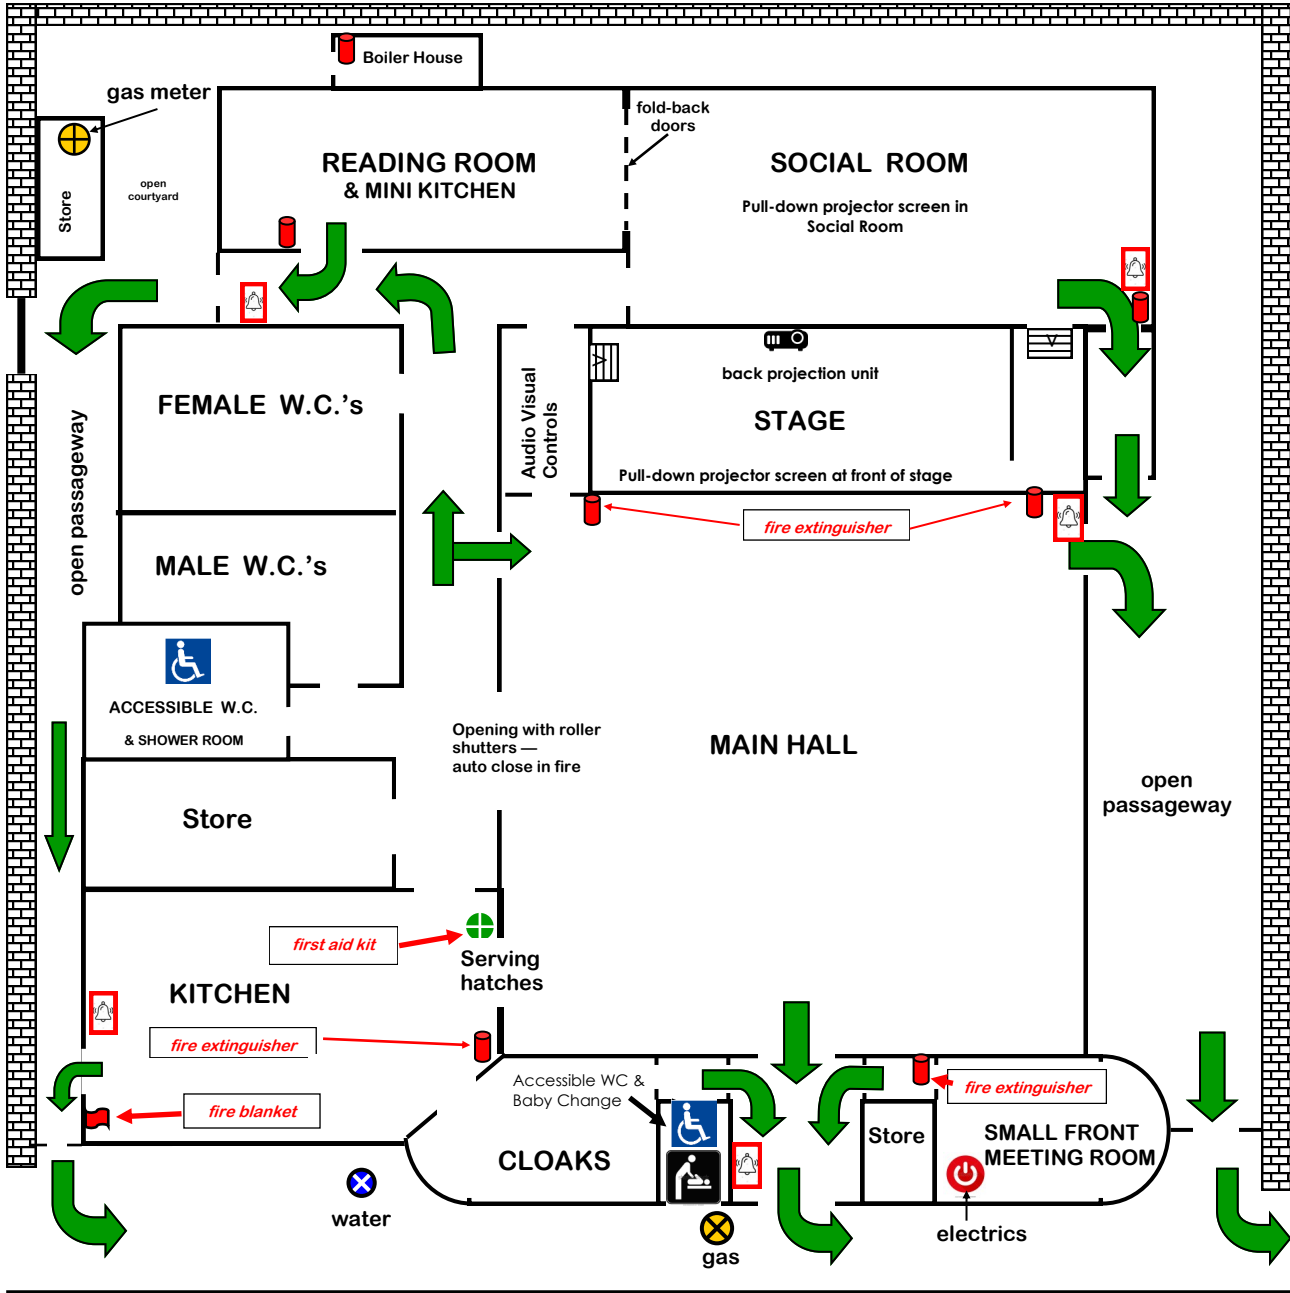 Boiler House
gas meter
fold-back
doors
READING ROOM
& MINI KITCHEN
SOCIAL ROOM
open
courtyard
Store
Pull-down projector screen in
Social Room
back projection unit
FEMALE W.C.'s
Audio Visual
Controls
STAGE
Pull-down projector screen at front of stage
open passageway
fire extinguisher
MALE W.C.'s
ACCESSIBLE W.C.
& SHOWER ROOM
Opening with roller
shutters —
auto close in fire
MAIN HALL
open
passageway
Store
first aid kit
Serving
hatches
KITCHEN
fire extinguisher
Accessible WC &
Baby Change
fire extinguisher
fire blanket
Store
SMALL FRONT
MEETING ROOM
CLOAKS
water
gas
electrics